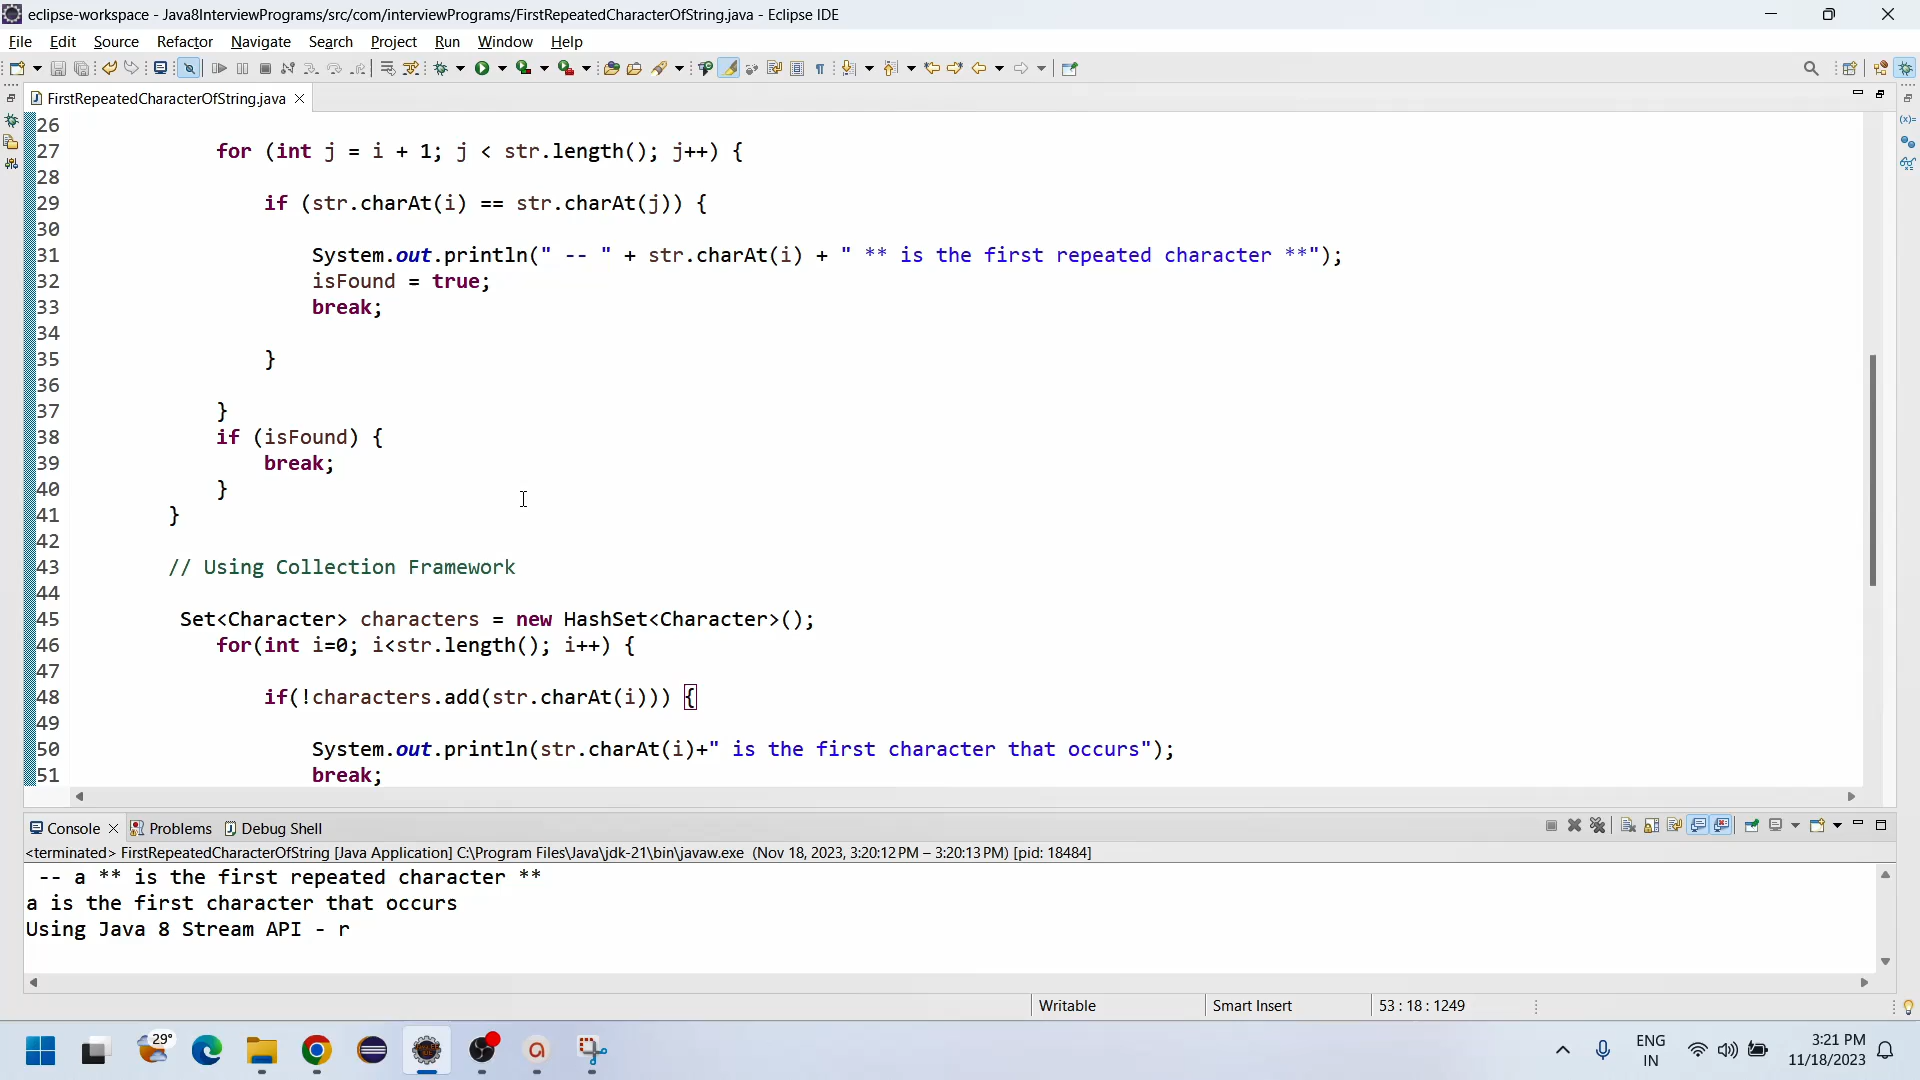 eclipse-workspace - Java8InterviewPrograms/src/com/interviewPrograms/FirstRepeatedCharacterOfString.java - Eclipse IDE
File Edit Source Refactor Navigate Search Project Run Window Help
FirstRepeatedCharacterOfString.java
26
27 for (int j = i + 1; j < str.length(); j++) {
28
29 if (str.charAt(i) == str.charAt(j)) {
30
31 System.out.println(" -- " + str.charAt(i) + " ** is the first repeated character **");
32 isFound = true;
33 break;
34
35 }
36
37 }
38 if (isFound) {
39 break;
40 }
41 }
42
43 // Using Collection Framework
44
45 Set<Character> characters = new HashSet<Character>();
46 for(int i=0; i<str.length(); i++) {
47
48 if(!characters.add(str.charAt(i))) {
49
50 System.out.println(str.charAt(i)+" is the first character that occurs");
51 break;
Console Problems Debug Shell
<terminated> FirstRepeatedCharacterOfString [Java Application] C:\Program Files\Java\jdk-21\bin\javaw.exe (Nov 18, 2023, 3:20:12 PM – 3:20:13 PM) [pid: 18484]
-- a ** is the first repeated character **
a is the first character that occurs
Using Java 8 Stream API - r
Writable Smart Insert 53 : 18 : 1249
29°
ENG
IN
3:21 PM
11/18/2023